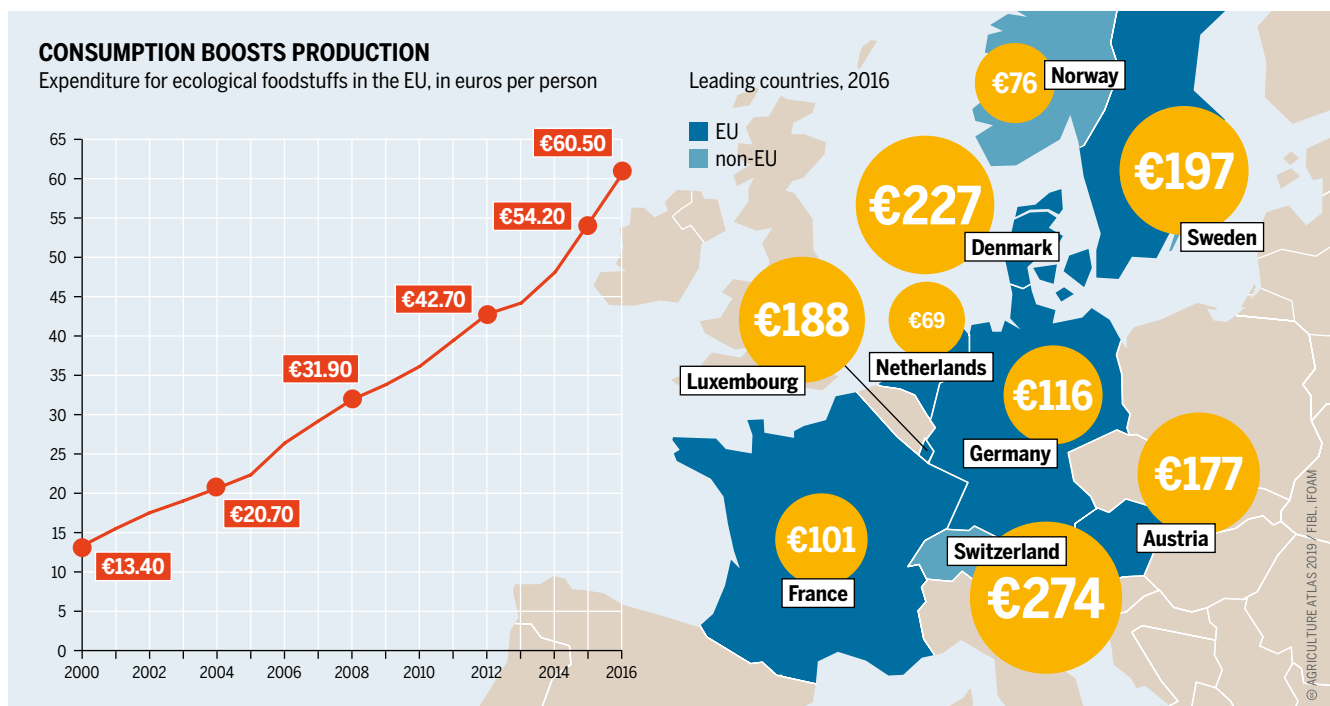 CONSUMPTION BOOSTS PRODUCTION
Expenditure for ecological foodstuffs in the EU, in euros per person
65
60
55
50
45
40
35
30
25
20
15
10
5
0
2000
2002
2004
2006
2008
2010
2012
2014
2016
€13.40
€20.70
€31.90
€42.70
€54.20
€60.50
Leading countries, 2016
EU
non-EU
€76
Norway
€197
Sweden
€227
Denmark
€188
Luxembourg
€69
Netherlands
€116
Germany
€177
Austria
€101
France
Switzerland
€274
© AGRICULTURE ATLAS 2019 / FIBL, IFOAM